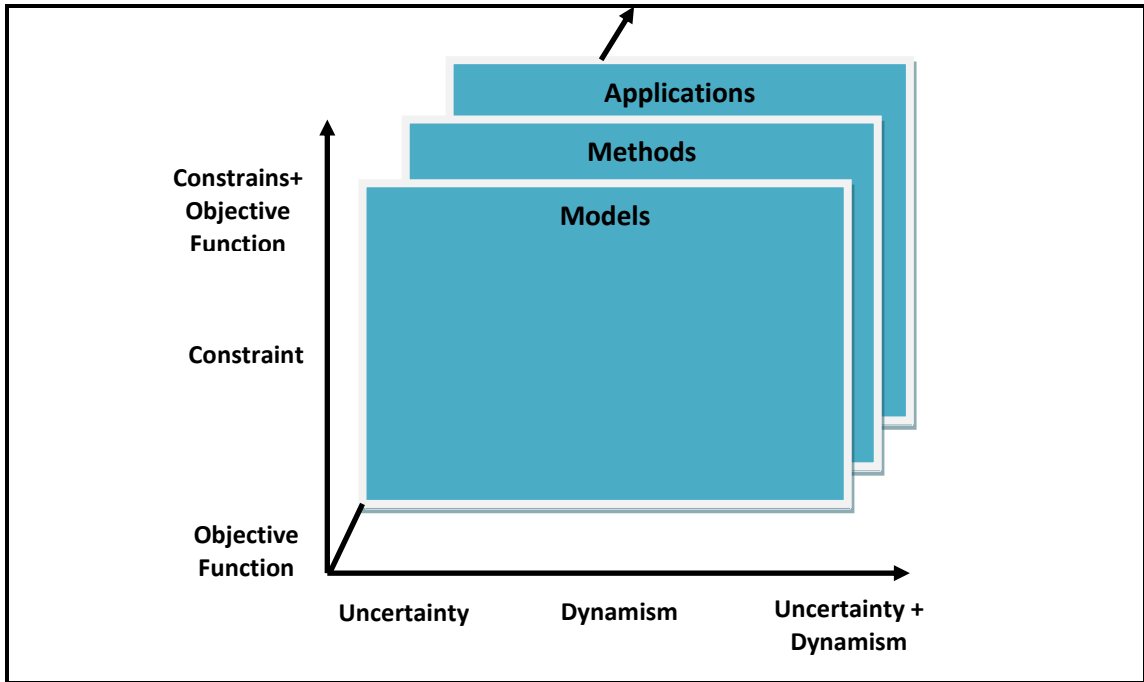 Applications
Methods
Models
Constrains+
Objective
Function
Constraint
Objective
Function
Uncertainty
Dynamism
Uncertainty +
Dynamism